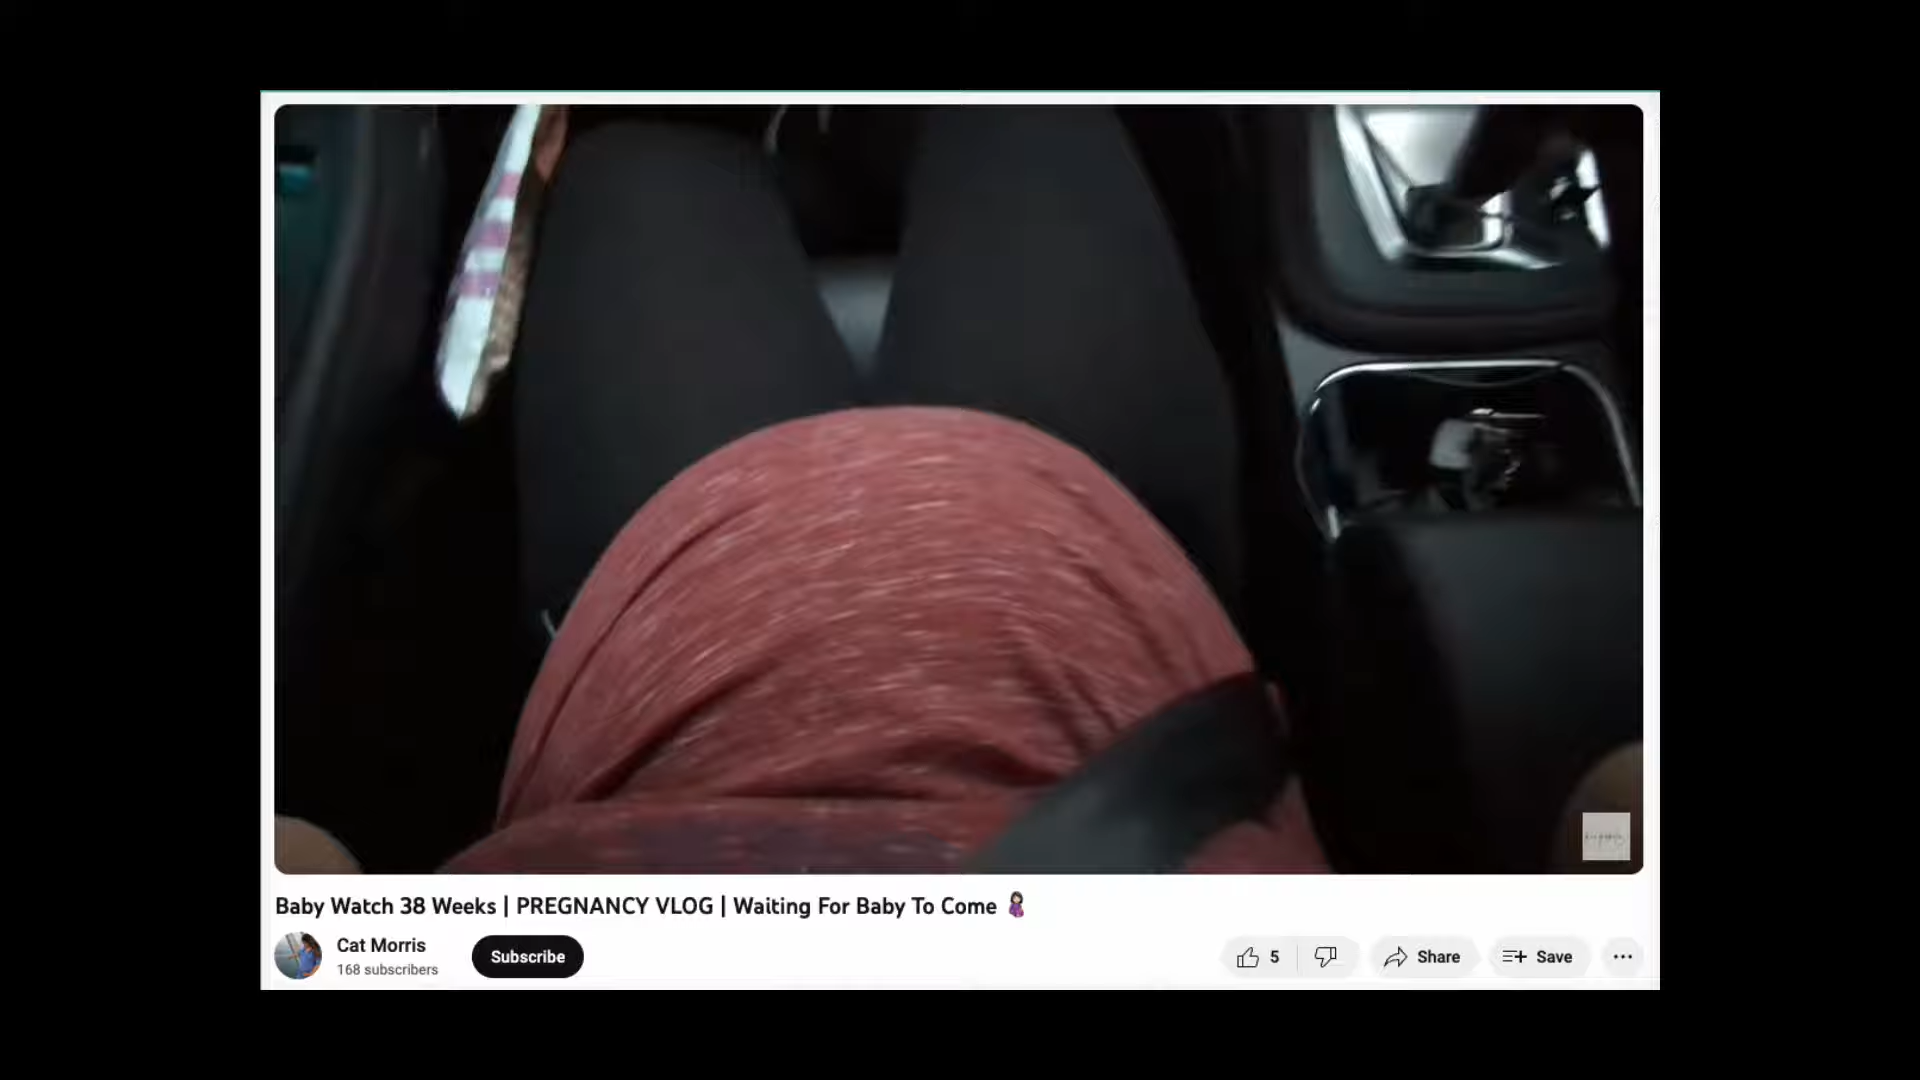 Baby Watch 38 Weeks | PREGNANCY VLOG | Waiting For Baby To Come 🤰🏻
Cat Morris
168 subscribers
Subscribe
5
Share
Save